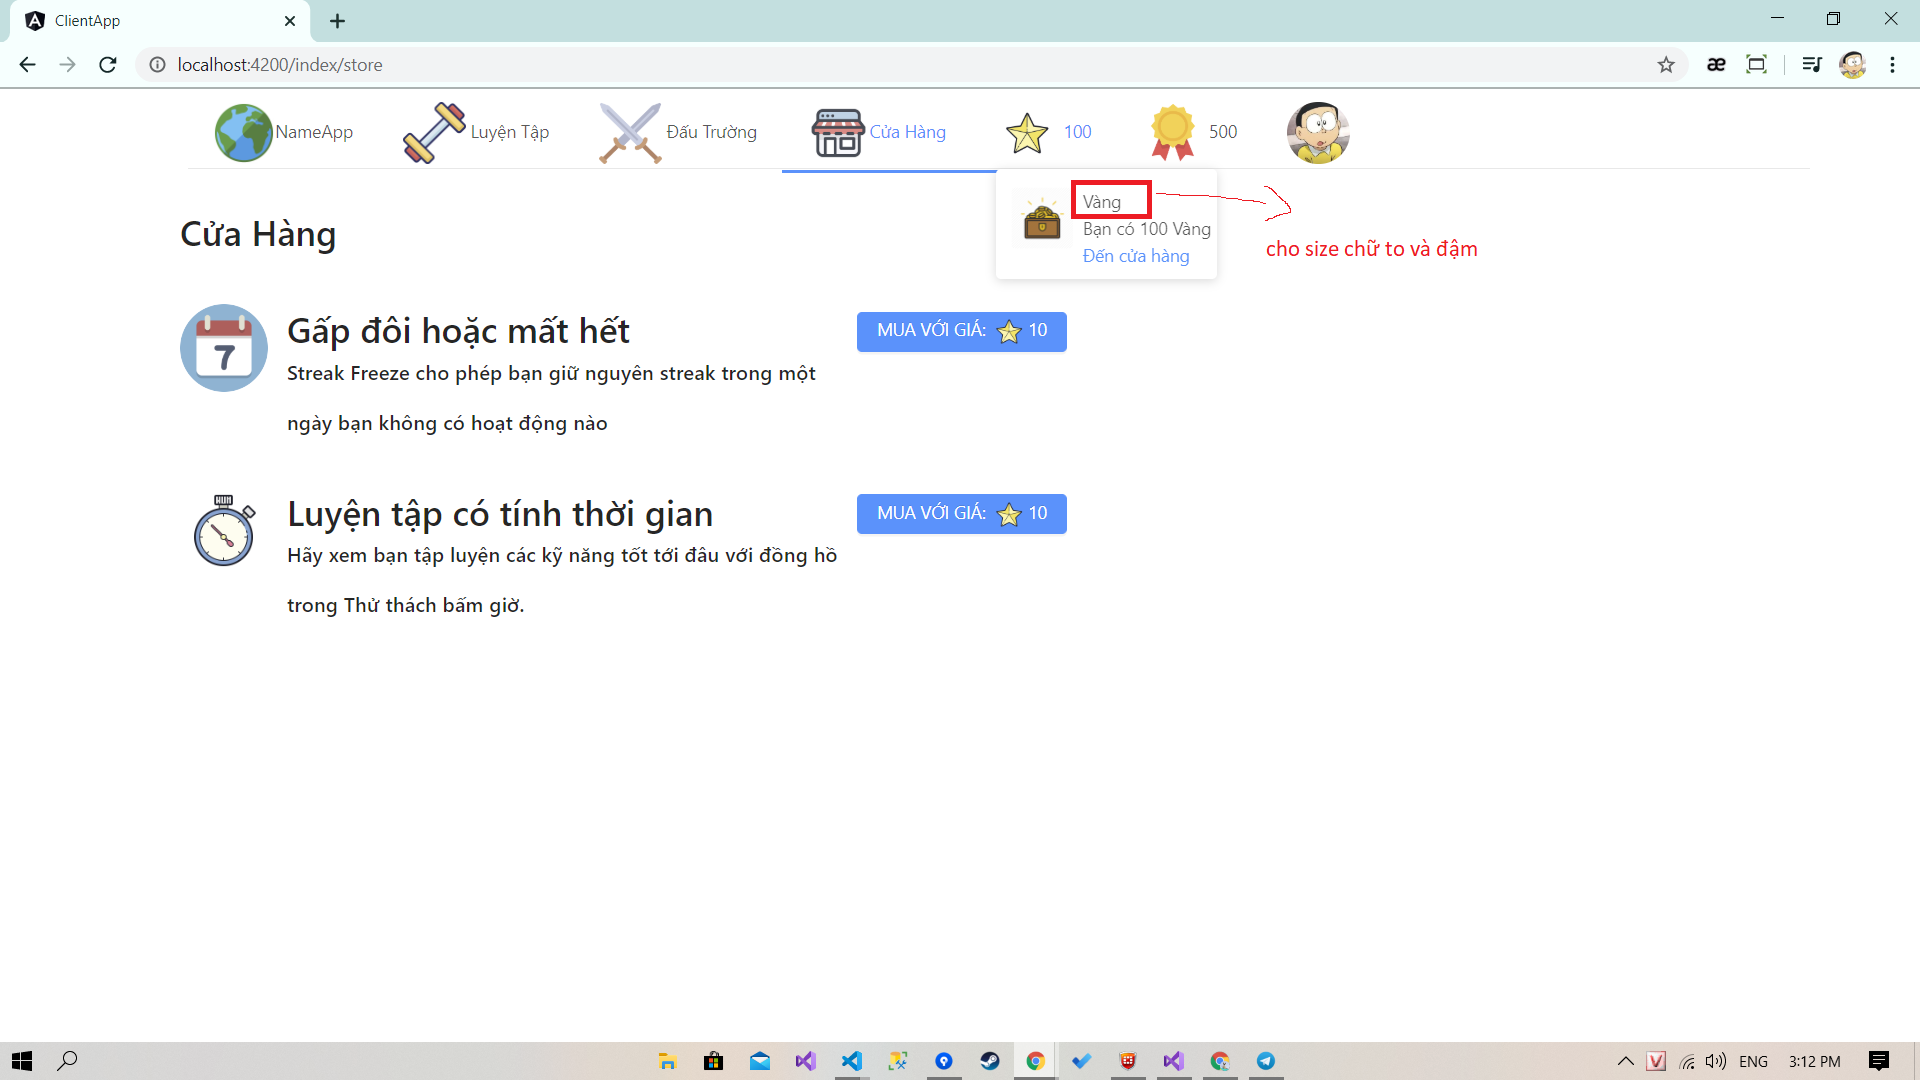 ClientApp
localhost:4200/index/store
NameApp
Luyện Tập
Đấu Trường
Cửa Hàng
100
500
Vàng
Bạn có 100 Vàng
Đến cửa hàng
cho size chữ to và đậm
Cửa Hàng
7
Gấp đôi hoặc mất hết
Streak Freeze cho phép bạn giữ nguyên streak trong một
ngày bạn không có hoạt động nào
MUA VỚI GIÁ: 10
Luyện tập có tính thời gian
Hãy xem bạn tập luyện các kỹ năng tốt tới đâu với đồng hồ
trong Thử thách bấm giờ.
MUA VỚI GIÁ: 10
ENG
3:12 PM